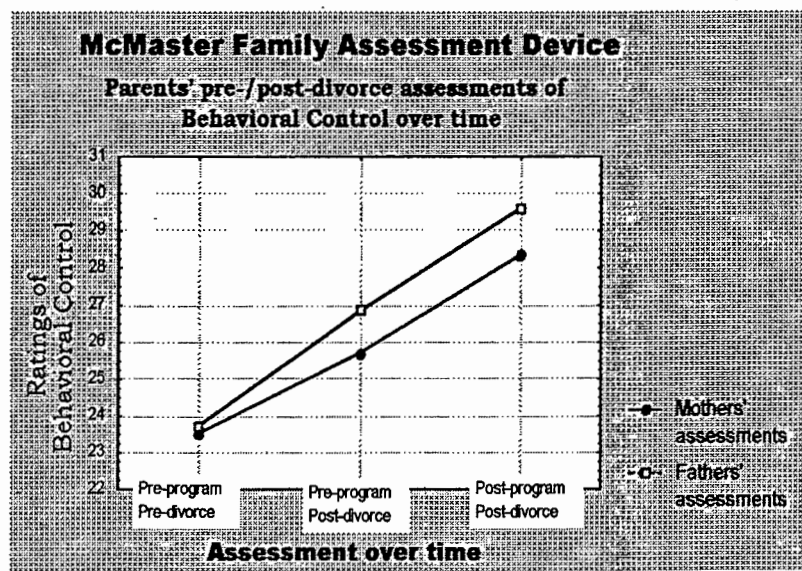 McMaster Family Assessment Device
Parents' pre-/post-divorce assessments of
Behavioral Control over time
31
30
29
28
27
26
25
24
23
22
Ratings of
Behavioral Control
Pre-program
Pre-divorce
Pre-program
Post-divorce
Post-program
Post-divorce
Assessment over time
Mothers'
assessments
Fathers'
assessments